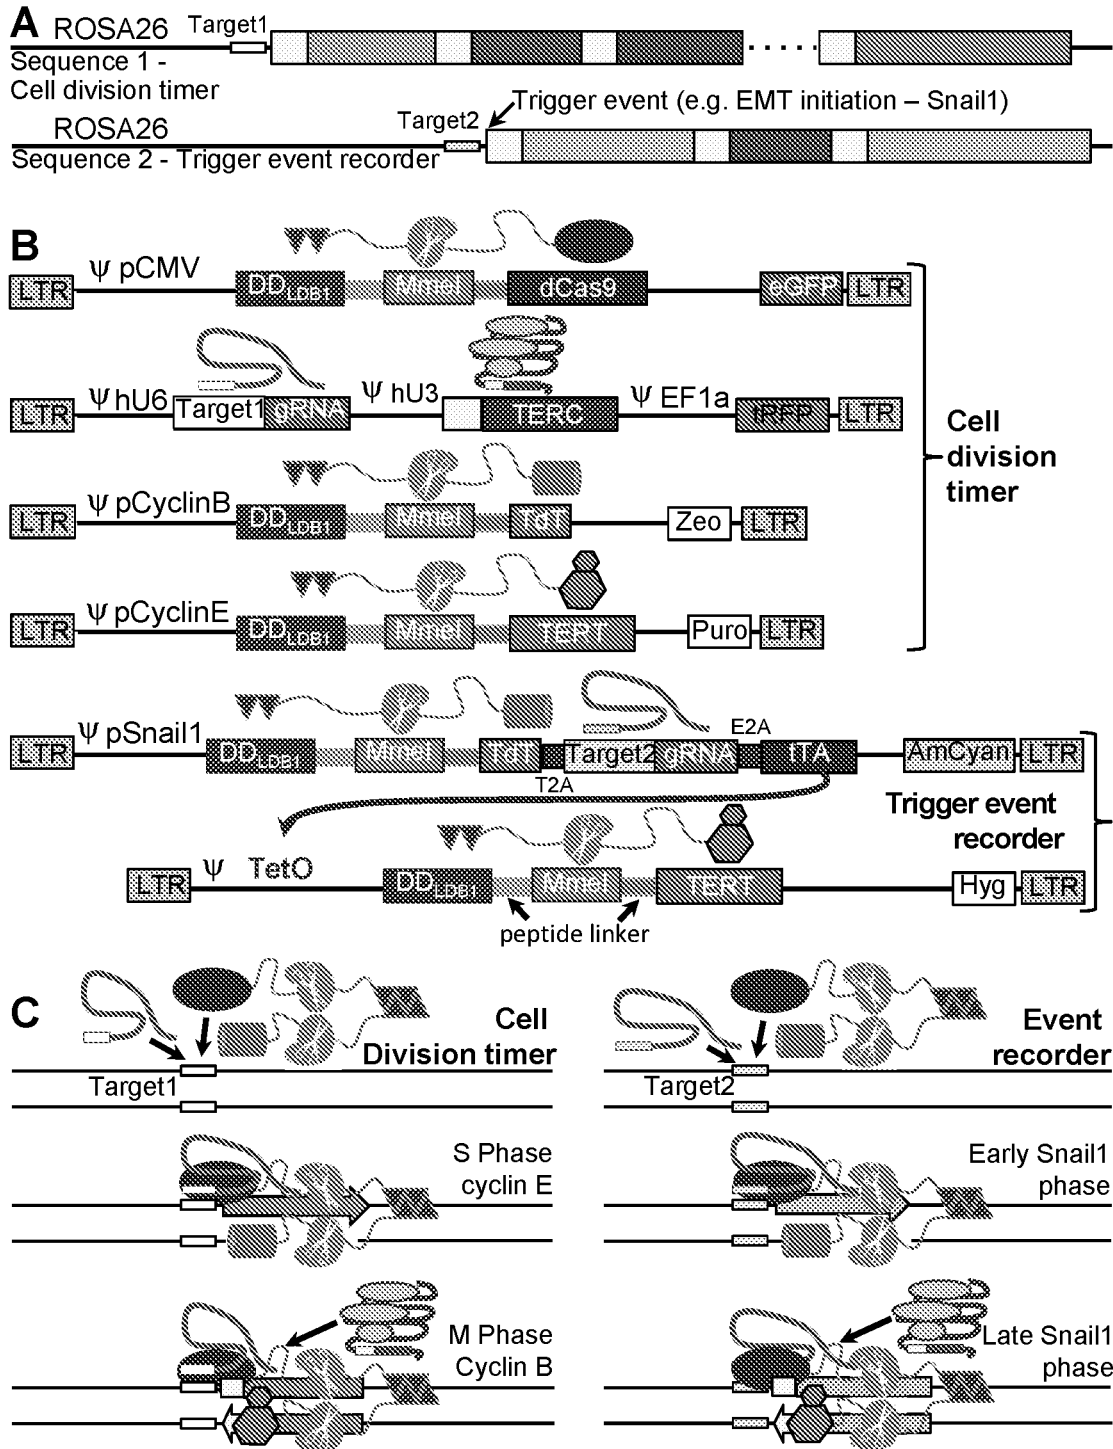 A
ROSA26
Target1
Sequence 1 -
Cell division timer
Trigger event (e.g. EMT initiation – Snail1)
ROSA26
Target2
Sequence 2 - Trigger event recorder
B
LTR Ψ pCMV DDLDB1 MmeI dCas9 eGFP LTR
LTR Ψ hU6 Target1 gRNA Ψ hU3 TERC Ψ EF1a tRFP LTR
Cell
division
timer
LTR Ψ pCyclinB DDLDB1 MmeI TdT Zeo LTR
LTR Ψ pCyclinE DDLDB1 MmeI TERT Puro LTR
E2A
LTR Ψ pSnail1 DDLDB1 MmeI TdT Target2 gRNA tTA AmCyan LTR
T2A
Trigger event
recorder
LTR Ψ TetO DDLDB1 MmeI TERT Hyg LTR
peptide linker
C
Cell
Division timer
Target1
S Phase
cyclin E
M Phase
Cyclin B
Event
recorder
Target2
Early Snail1
phase
Late Snail1
phase